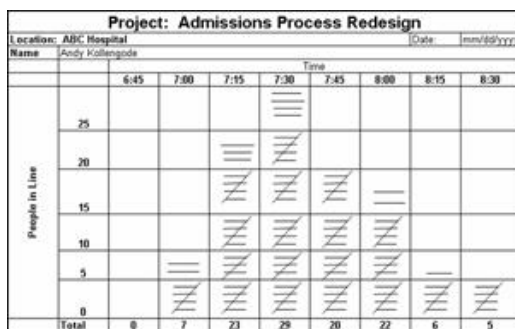 Project: Admissions Process Redesign
Location: ABC Hospital Date: mm/dd/yyy
Name Andy Kollengode
Time
6:45 7:00 7:15 7:30 7:45 8:00 8:15 8:30
People in Line
25
20
15
10
5
0
Total 0 7 23 29 20 22 6 5